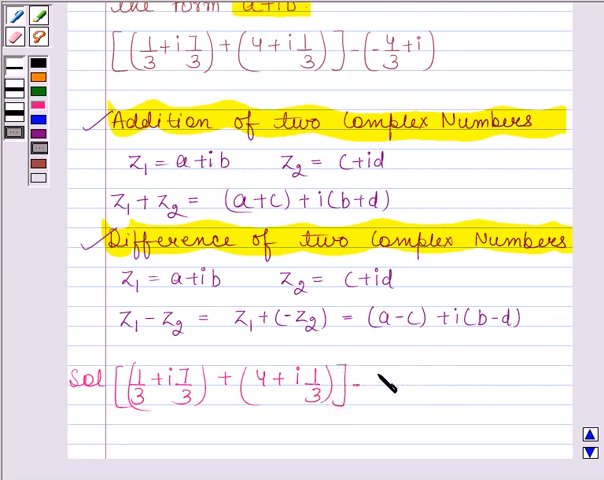 the form a+ib.
[(1/3 + i 7/3) + (4 + i 1/3)] - (-4/3 + i)
✓ Addition of two Complex Numbers
z₁ = a+ib z₂ = c+id
z₁ + z₂ = (a+c) + i(b+d)
✓ Difference of two Complex Numbers
z₁ = a+ib z₂ = c+id
z₁ - z₂ = z₁ + (-z₂) = (a-c) + i(b-d)
Sol [(1/3 + i 7/3) + (4 + i 1/3)] -